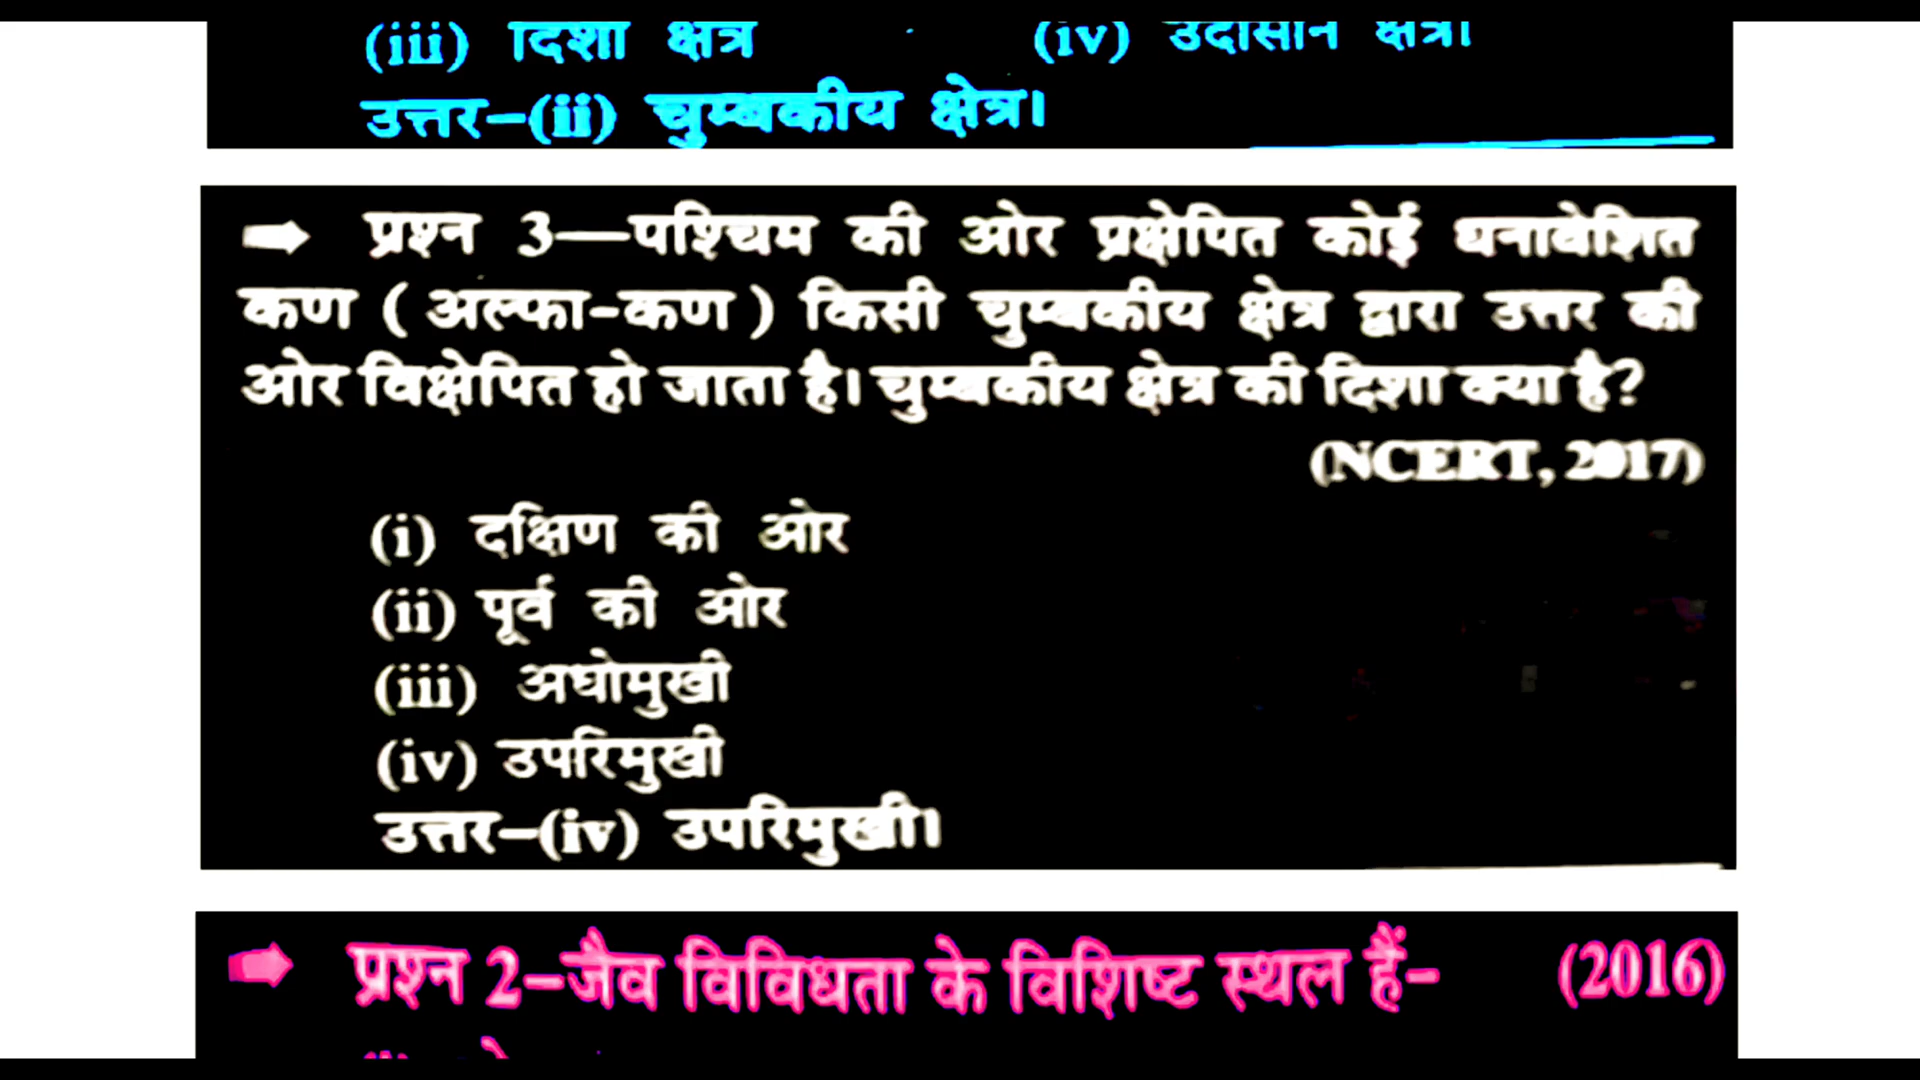 (iii) दिशा क्षेत्र (iv) उदासीन क्षेत्र।
उत्तर–(ii) चुम्बकीय क्षेत्र।
प्रश्न 3—पश्चिम की ओर प्रक्षेपित कोई धनावेशित
कण ( अल्फा-कण ) किसी चुम्बकीय क्षेत्र द्वारा उत्तर की
ओर विक्षेपित हो जाता है। चुम्बकीय क्षेत्र की दिशा क्या है?
(NCERT, 2017)
(i) दक्षिण की ओर
(ii) पूर्व की ओर
(iii) अधोमुखी
(iv) उपरिमुखी
उत्तर–(iv) उपरिमुखी।
प्रश्न 2–जैव विविधता के विशिष्ट स्थल हैं– (2016)